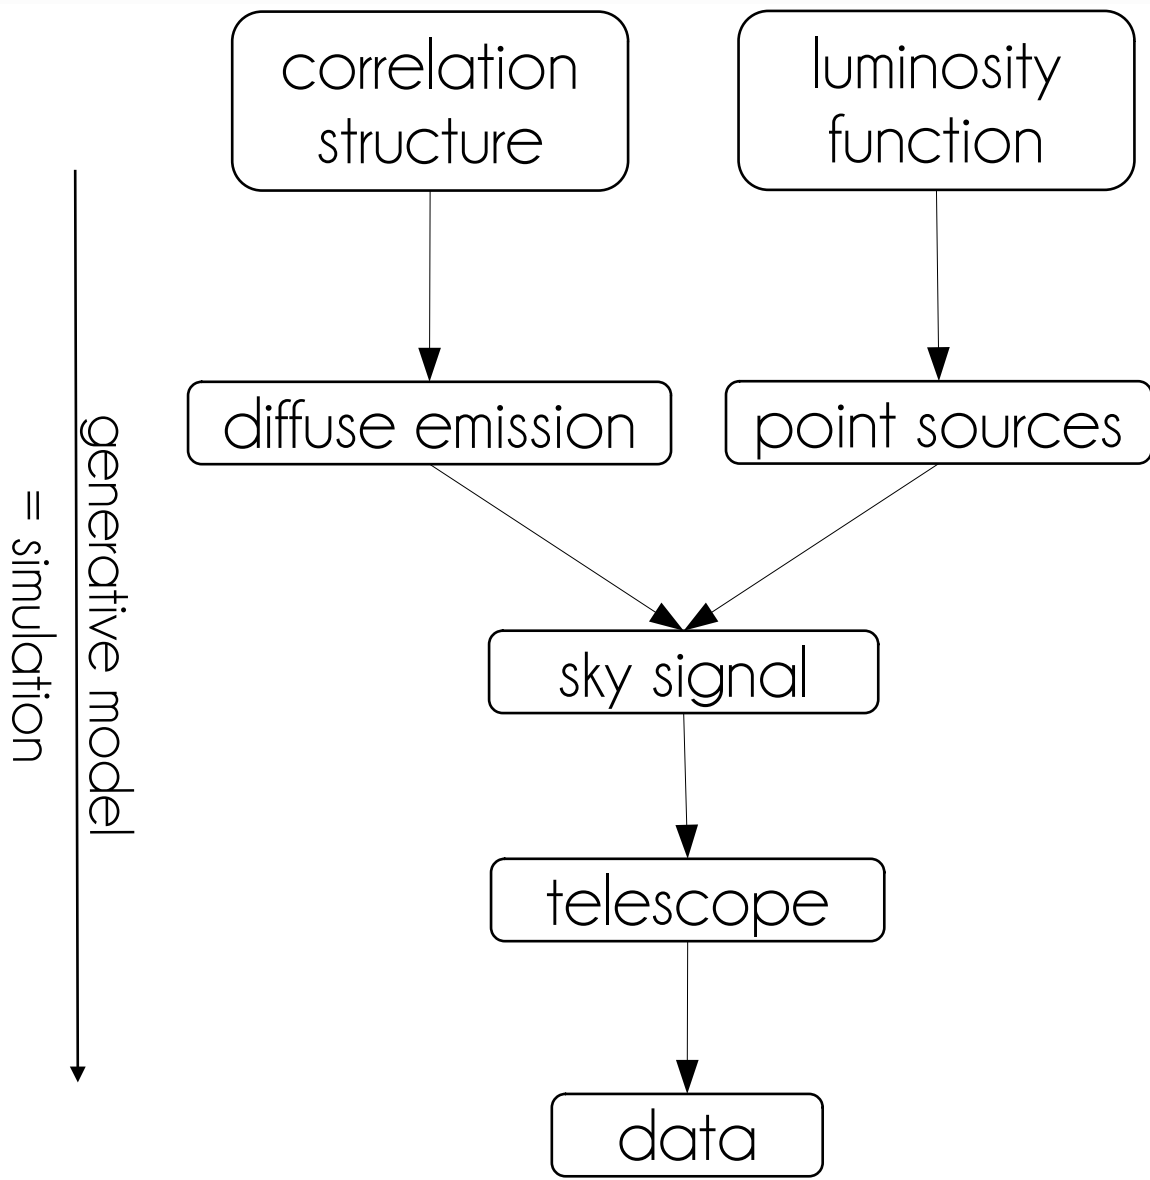 correlation
structure
luminosity
function
diffuse emission
point sources
generative model
= simulation
sky signal
telescope
data